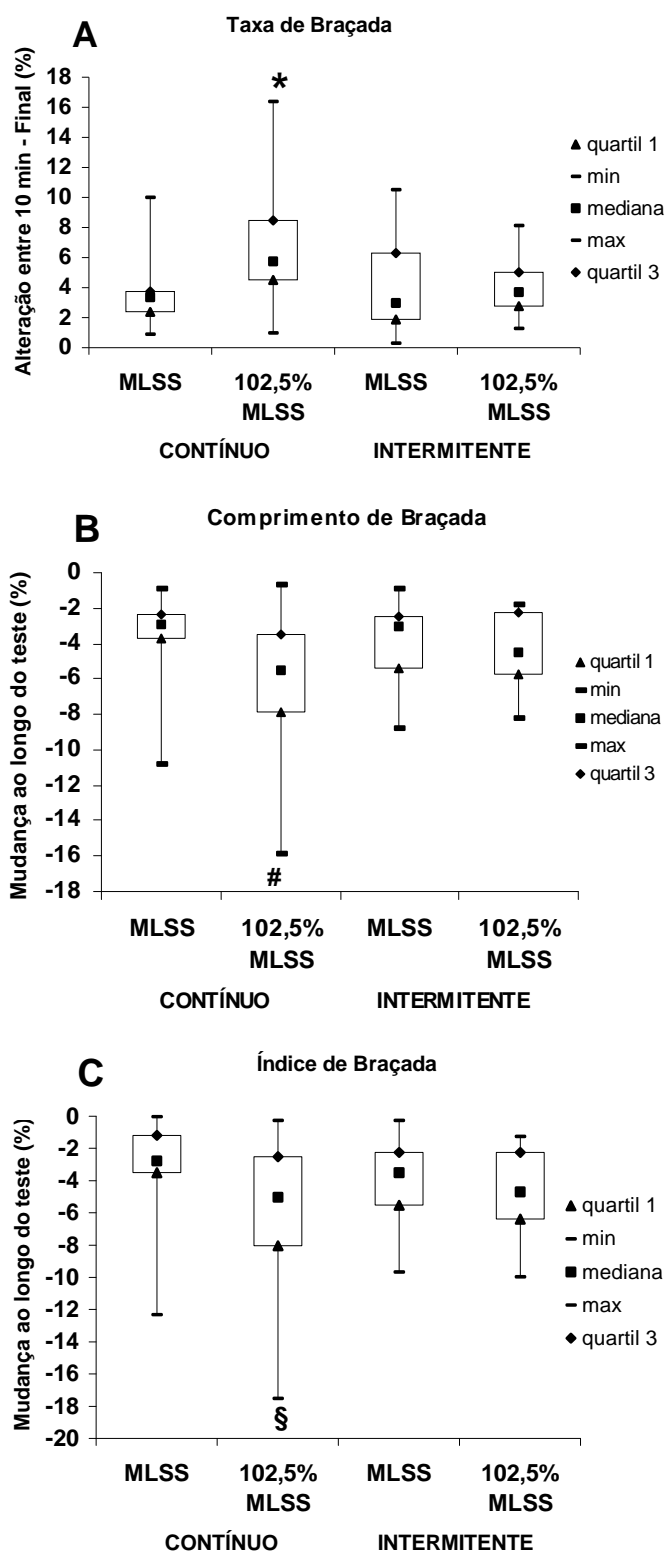 A
Taxa de Braçada
*
Alteração entre 10 min - Final (%)
18
16
14
12
10
8
6
4
2
0
quartil 1
min
mediana
max
quartil 3
MLSS 102,5% MLSS 102,5%
MLSS MLSS
CONTÍNUO INTERMITENTE
B
Comprimento de Braçada
Mudança ao longo do teste (%)
0
-2
-4
-6
-8
-10
-12
-14
-16
-18
#
quartil 1
min
mediana
max
quartil 3
MLSS 102,5% MLSS 102,5%
MLSS MLSS
CONTÍNUO INTERMITENTE
C
Índice de Braçada
Mudança ao longo do teste (%)
0
-2
-4
-6
-8
-10
-12
-14
-16
-18
-20
§
quartil 1
min
mediana
max
quartil 3
MLSS 102,5% MLSS 102,5%
MLSS MLSS
CONTÍNUO INTERMITENTE